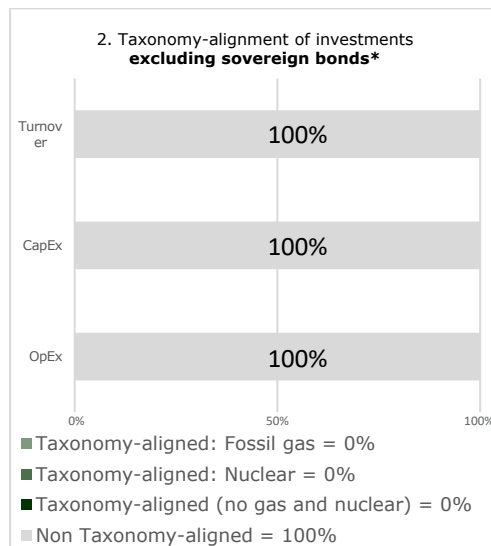 2. Taxonomy-alignment of investments
excluding sovereign bonds*
Turnov
er
100%
CapEx
100%
OpEx
100%
0%
50%
100%
Taxonomy-aligned: Fossil gas = 0%
Taxonomy-aligned: Nuclear = 0%
Taxonomy-aligned (no gas and nuclear) = 0%
Non Taxonomy-aligned = 100%